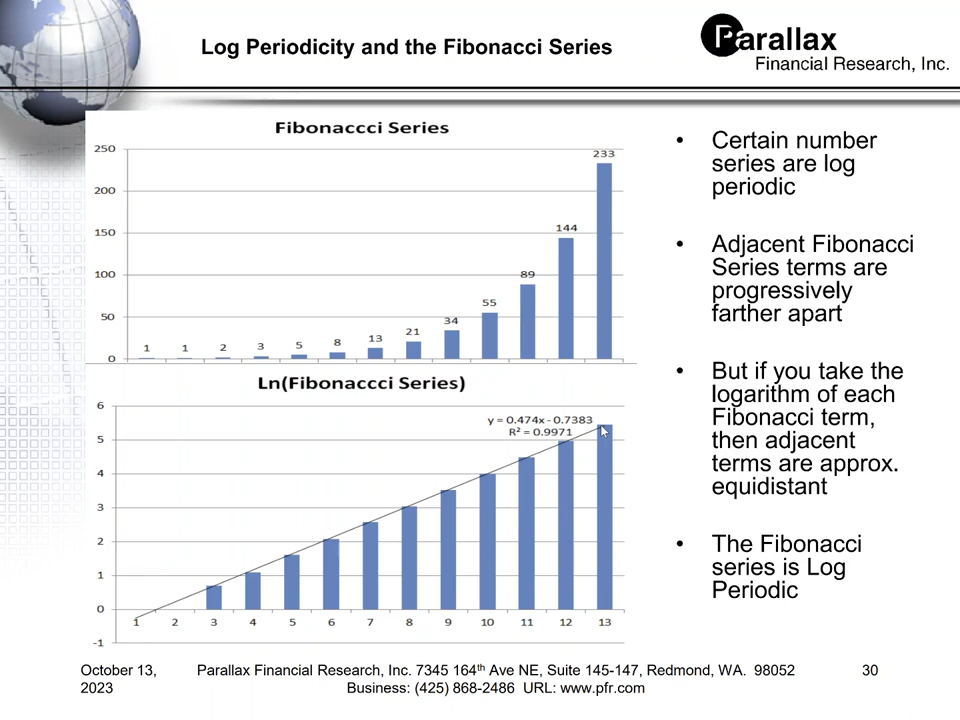 Log Periodicity and the Fibonacci Series
Parallax
Financial Research, Inc.
Fibonaccci Series
250
200
150
100
50
0
1 1 2 3 5 8 13 21 34 55 89 144 233
Ln(Fibonaccci Series)
6
5
4
3
2
1
0
-1
y = 0.474x - 0.7383
R² = 0.9971
1 2 3 4 5 6 7 8 9 10 11 12 13
• Certain number
series are log
periodic
• Adjacent Fibonacci
Series terms are
progressively
farther apart
• But if you take the
logarithm of each
Fibonacci term,
then adjacent
terms are approx.
equidistant
• The Fibonacci
series is Log
Periodic
October 13,
2023
Parallax Financial Research, Inc. 7345 164th Ave NE, Suite 145-147, Redmond, WA. 98052
Business: (425) 868-2486 URL: www.pfr.com
30